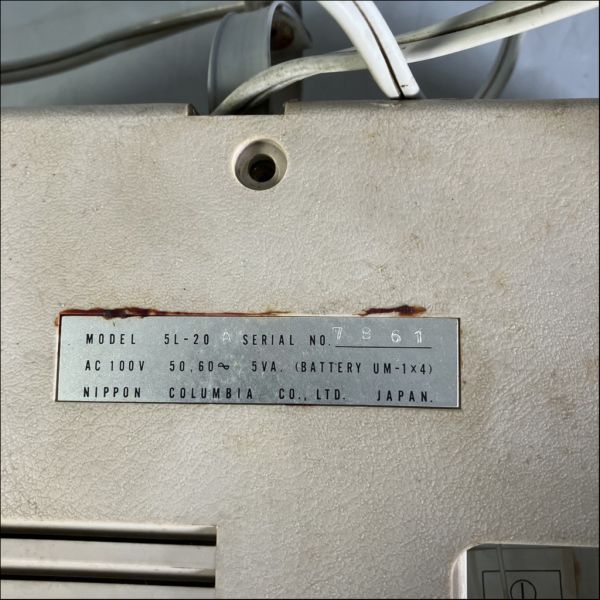 MODEL 5L-20 A SERIAL NO. 7861
AC 100V 50,60~ 5VA. (BATTERY UM-1×4)
NIPPON COLUMBIA CO., LTD. JAPAN.